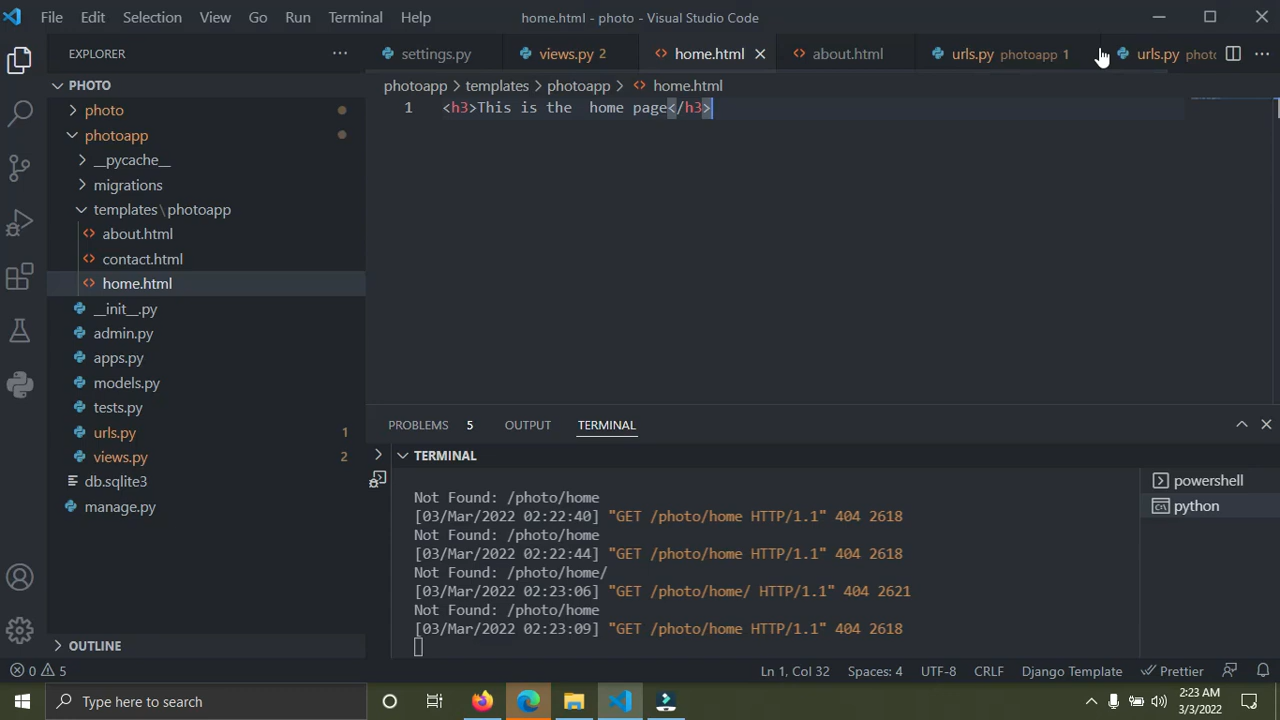 File Edit Selection View Go Run Terminal Help home.html - photo - Visual Studio Code
EXPLORER
settings.py views.py 2 home.html about.html urls.py photoapp 1 urls.py photo
PHOTO
photoapp > templates > photoapp > home.html
photo
1 <h3>This is the  home page</h3>
photoapp
__pycache__
migrations
templates\photoapp
about.html
contact.html
home.html
__init__.py
admin.py
apps.py
models.py
tests.py
urls.py 1
views.py 2
db.sqlite3
manage.py
OUTLINE
PROBLEMS 5 OUTPUT TERMINAL
TERMINAL
Not Found: /photo/home
[03/Mar/2022 02:22:40] "GET /photo/home HTTP/1.1" 404 2618
Not Found: /photo/home
[03/Mar/2022 02:22:44] "GET /photo/home HTTP/1.1" 404 2618
Not Found: /photo/home/
[03/Mar/2022 02:23:06] "GET /photo/home/ HTTP/1.1" 404 2621
Not Found: /photo/home
[03/Mar/2022 02:23:09] "GET /photo/home HTTP/1.1" 404 2618
powershell
python
0 5 Ln 1, Col 32 Spaces: 4 UTF-8 CRLF Django Template Prettier
Type here to search
2:23 AM
3/3/2022